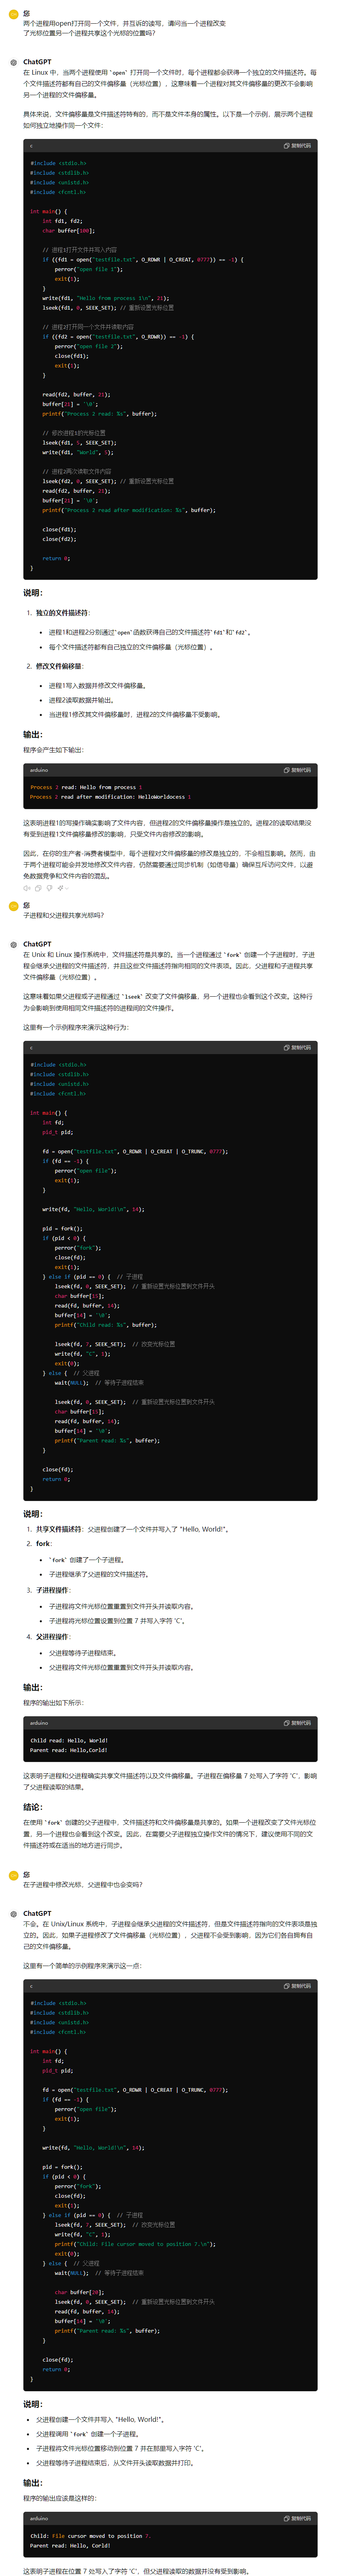 您
两个进程用open打开同一个文件，并互诉的读写，请问当一个进程改变
了光标位置另一个进程共享这个光标的位置吗?
ChatGPT
在 Linux 中，当两个进程使用 `open` 打开同一个文件时，每个进程都会获得一个独立的文件描述符。每
个文件描述符都有自己的文件偏移量（光标位置），这意味着一个进程对其文件偏移量的更改不会影响
另一个进程的文件偏移量。
具体来说，文件偏移量是文件描述符特有的，而不是文件本身的属性。以下是一个示例，展示两个进程
如何独立地操作同一个文件：
c 复制代码
#include <stdio.h>
#include <stdlib.h>
#include <unistd.h>
#include <fcntl.h>
int main() {
int fd1, fd2;
char buffer[100];
// 进程1打开文件并写入内容
if ((fd1 = open("testfile.txt", O_RDWR | O_CREAT, 0777)) == -1) {
perror("open file 1");
exit(1);
}
write(fd1, "Hello from process 1\n", 21);
lseek(fd1, 0, SEEK_SET); // 重新设置光标位置
// 进程2打开同一个文件并读取内容
if ((fd2 = open("testfile.txt", O_RDWR)) == -1) {
perror("open file 2");
close(fd1);
exit(1);
}
read(fd2, buffer, 21);
buffer[21] = '\0';
printf("Process 2 read: %s", buffer);
// 修改进程1的光标位置
lseek(fd1, 5, SEEK_SET);
write(fd1, "World", 5);
// 进程2再次读取文件内容
lseek(fd2, 0, SEEK_SET); // 重新设置光标位置
read(fd2, buffer, 21);
buffer[21] = '\0';
printf("Process 2 read after modification: %s", buffer);
close(fd1);
close(fd2);
return 0;
}
说明：
1. 独立的文件描述符：
• 进程1和进程2分别通过`open`函数获得自己的文件描述符`fd1`和`fd2`。
• 每个文件描述符都有自己独立的文件偏移量（光标位置）。
2. 修改文件偏移量：
• 进程1写入数据并修改文件偏移量。
• 进程2读取数据并输出。
• 当进程1修改其文件偏移量时，进程2的文件偏移量不受影响。
输出：
程序会产生如下输出：
arduino 复制代码
Process 2 read: Hello from process 1
Process 2 read after modification: HelloWorldocess 1
这表明进程1的写操作确实影响了文件内容，但进程2的文件偏移量操作是独立的。进程2的读取结果没
有受到进程1文件偏移量修改的影响，只受文件内容修改的影响。
因此，在你的生产者-消费者模型中，每个进程对文件偏移量的修改是独立的，不会相互影响。然而，由
于两个进程可能会并发地修改文件内容，仍然需要通过同步机制（如信号量）确保互斥访问文件，以避
免数据竞争和文件内容的混乱。
您
子进程和父进程共享光标吗?
ChatGPT
在 Unix 和 Linux 操作系统中，文件描述符是共享的。当一个进程通过 `fork` 创建一个子进程时，子进
程会继承父进程的文件描述符，并且这些文件描述符指向相同的文件表项。因此，父进程和子进程共享
文件偏移量（光标位置）。
这意味着如果父进程或子进程通过 `lseek` 改变了文件偏移量，另一个进程也会看到这个改变。这种行
为会影响到使用相同文件描述符的进程间的文件操作。
这里有一个示例程序来演示这种行为：
c 复制代码
#include <stdio.h>
#include <stdlib.h>
#include <unistd.h>
#include <fcntl.h>
int main() {
int fd;
pid_t pid;
fd = open("testfile.txt", O_RDWR | O_CREAT | O_TRUNC, 0777);
if (fd == -1) {
perror("open file");
exit(1);
}
write(fd, "Hello, World!\n", 14);
pid = fork();
if (pid < 0) {
perror("fork");
close(fd);
exit(1);
} else if (pid == 0) { // 子进程
lseek(fd, 0, SEEK_SET); // 重新设置光标位置到文件开头
char buffer[15];
read(fd, buffer, 14);
buffer[14] = '\0';
printf("Child read: %s", buffer);
lseek(fd, 7, SEEK_SET); // 改变光标位置
write(fd, "C", 1);
exit(0);
} else { // 父进程
wait(NULL); // 等待子进程结束
lseek(fd, 0, SEEK_SET); // 重新设置光标位置到文件开头
char buffer[15];
read(fd, buffer, 14);
buffer[14] = '\0';
printf("Parent read: %s", buffer);
}
close(fd);
return 0;
}
说明：
1. 共享文件描述符：父进程创建了一个文件并写入了 "Hello, World!"。
2. fork：
• `fork` 创建了一个子进程。
• 子进程继承了父进程的文件描述符。
3. 子进程操作：
• 子进程将文件光标位置重置到文件开头并读取内容。
• 子进程将光标位置设置到位置 7 并写入字符 'C'。
4. 父进程操作：
• 父进程等待子进程结束。
• 父进程将文件光标位置重置到文件开头并读取内容。
输出：
程序的输出如下所示：
arduino 复制代码
Child read: Hello, World!
Parent read: Hello,Corld!
这表明子进程和父进程确实共享文件描述符以及文件偏移量。子进程在偏移量 7 处写入了字符 'C'，影响
了父进程读取的结果。
结论：
在使用 `fork` 创建的父子进程中，文件描述符和文件偏移量是共享的。如果一个进程改变了文件光标位
置，另一个进程也会看到这个改变。因此，在需要父子进程独立操作文件的情况下，建议使用不同的文
件描述符或在适当的地方进行同步。
您
在子进程中修改光标，父进程中也会变吗?
ChatGPT
不会。在 Unix/Linux 系统中，子进程会继承父进程的文件描述符，但是文件描述符指向的文件表项是独
立的。因此，如果子进程修改了文件偏移量（光标位置），父进程不会受到影响，因为它们各自拥有自
己的文件偏移量。
这里有一个简单的示例程序来演示这一点：
c 复制代码
#include <stdio.h>
#include <stdlib.h>
#include <unistd.h>
#include <fcntl.h>
int main() {
int fd;
pid_t pid;
fd = open("testfile.txt", O_RDWR | O_CREAT | O_TRUNC, 0777);
if (fd == -1) {
perror("open file");
exit(1);
}
write(fd, "Hello, World!\n", 14);
pid = fork();
if (pid < 0) {
perror("fork");
close(fd);
exit(1);
} else if (pid == 0) { // 子进程
lseek(fd, 7, SEEK_SET); // 改变光标位置
write(fd, "C", 1);
printf("Child: File cursor moved to position 7.\n");
exit(0);
} else { // 父进程
wait(NULL); // 等待子进程结束
char buffer[20];
lseek(fd, 0, SEEK_SET); // 重新设置光标位置到文件开头
read(fd, buffer, 14);
buffer[14] = '\0';
printf("Parent read: %s", buffer);
}
close(fd);
return 0;
}
说明：
• 父进程创建一个文件并写入 "Hello, World!"。
• 父进程调用 `fork` 创建一个子进程。
• 子进程将文件光标位置移动到位置 7 并在那里写入字符 'C'。
• 父进程等待子进程结束后，从文件开头读取数据并打印。
输出：
程序的输出应该是这样的：
arduino 复制代码
Child: File cursor moved to position 7.
Parent read: Hello, Corld!
这表明子进程在位置 7 处写入了字符 'C'，但父进程读取的数据并没有受到影响。